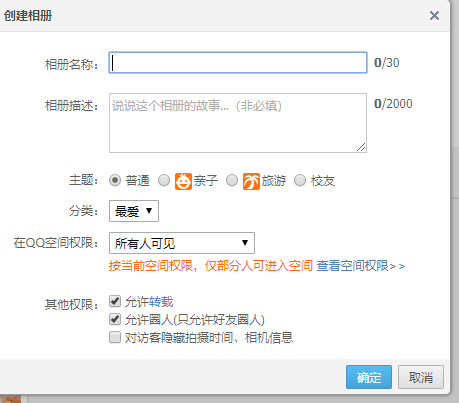 创建相册
相册名称： 0/30
相册描述： 说说这个相册的故事...（非必填） 0/2000
主题： 普通 亲子 旅游 校友
分类： 最爱
在QQ空间权限： 所有人可见
按当前空间权限，仅部分人可进入空间 查看空间权限>>
其他权限： 允许转载
允许圈人(只允许好友圈人)
对访客隐藏拍摄时间、相机信息
确定 取消